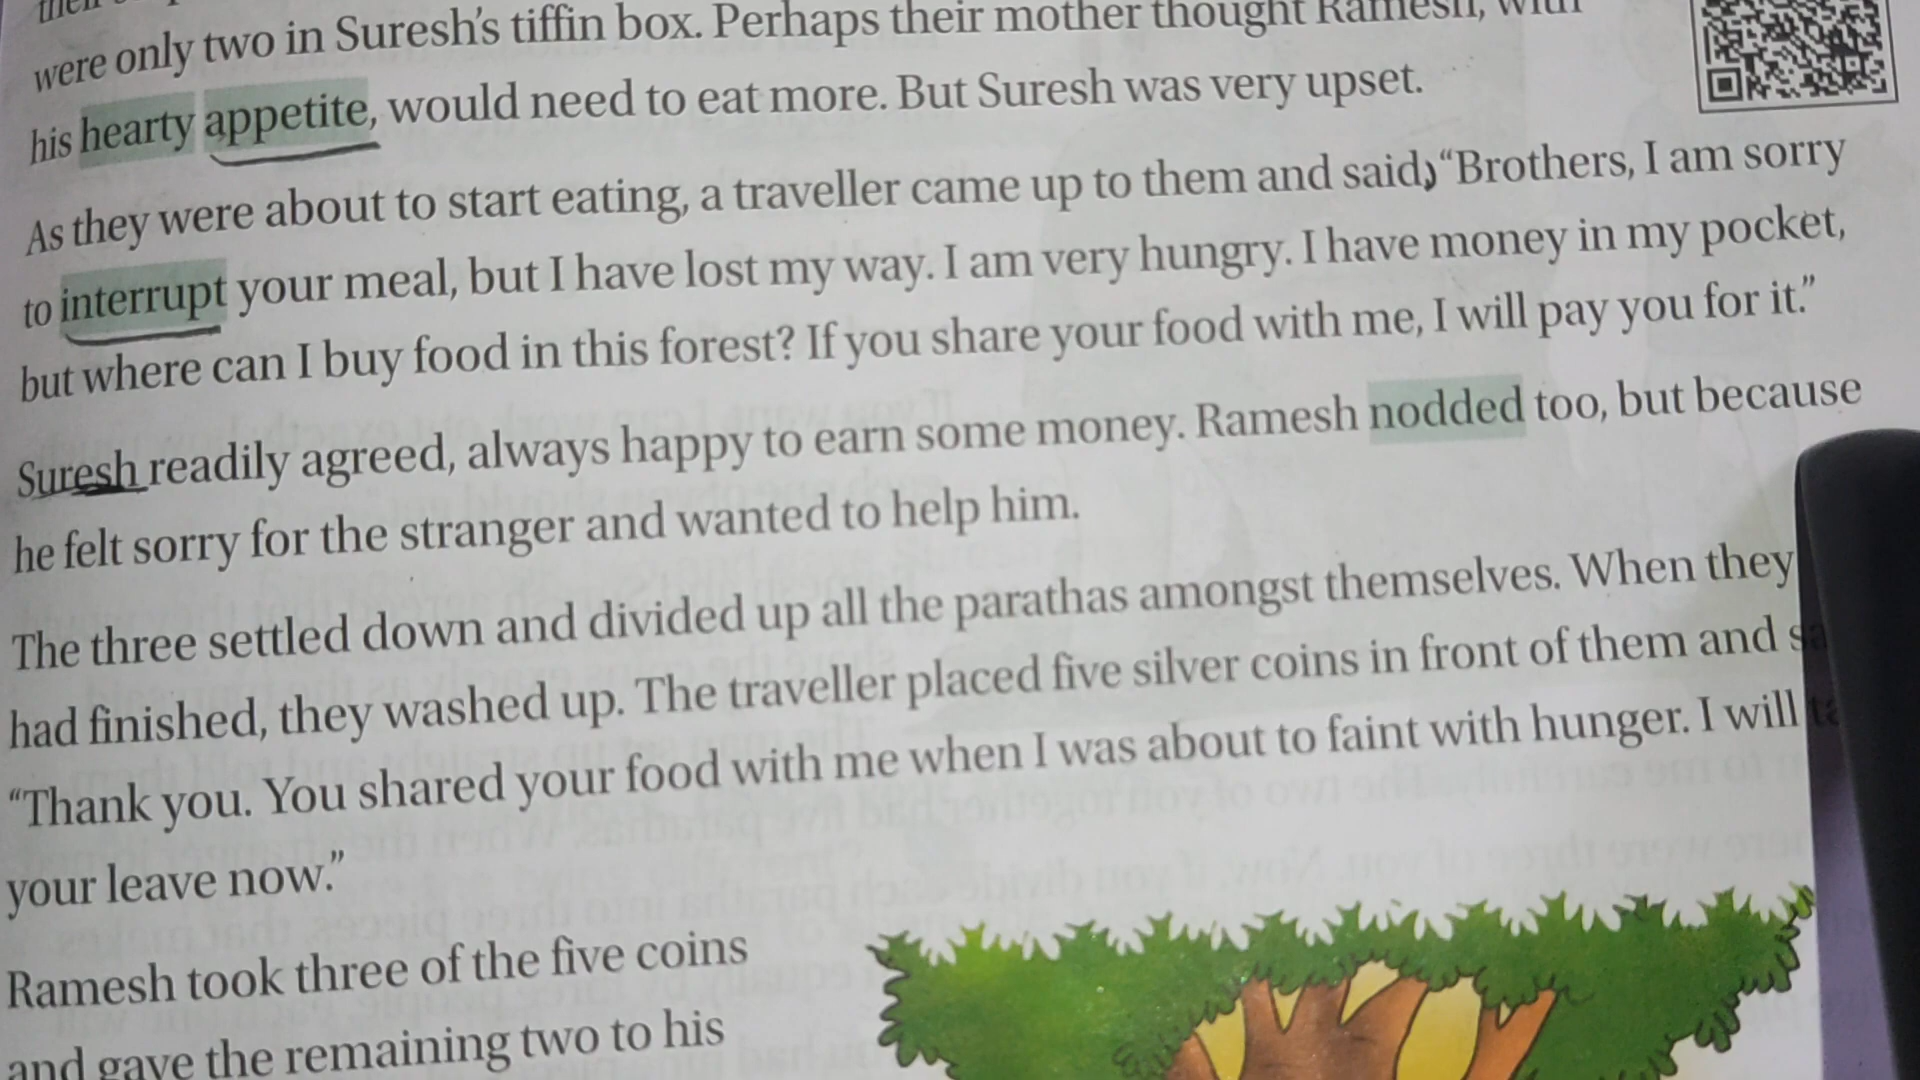 were only two in Suresh's tiffin box. Perhaps their mother thought Ramesh, with
his hearty appetite, would need to eat more. But Suresh was very upset.
As they were about to start eating, a traveller came up to them and said, “Brothers, I am sorry
to interrupt your meal, but I have lost my way. I am very hungry. I have money in my pocket,
but where can I buy food in this forest? If you share your food with me, I will pay you for it.”
Suresh readily agreed, always happy to earn some money. Ramesh nodded too, but because
he felt sorry for the stranger and wanted to help him.
The three settled down and divided up all the parathas amongst themselves. When they
had finished, they washed up. The traveller placed five silver coins in front of them and
“Thank you. You shared your food with me when I was about to faint with hunger. I will
your leave now.”
Ramesh took three of the five coins
and gave the remaining two to his